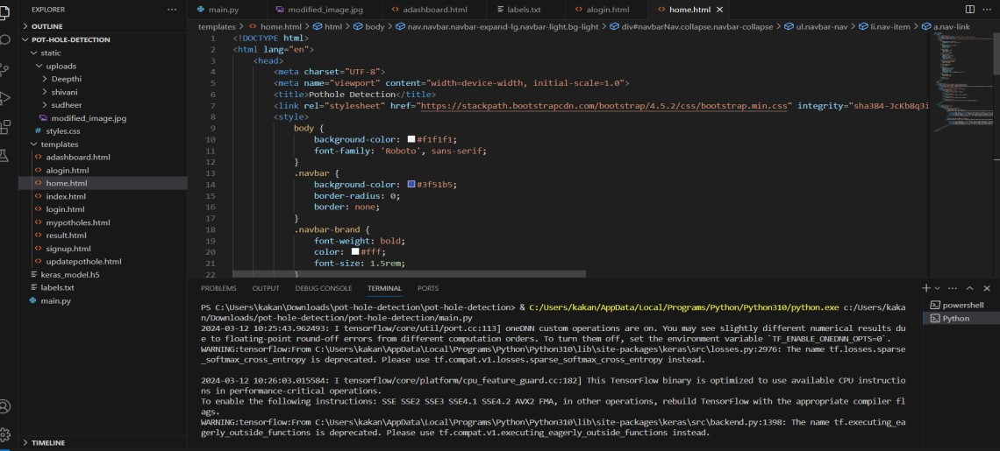 EXPLORER
OUTLINE
POT-HOLE-DETECTION
static
uploads
Deepthi
shivani
sudheer
modified_image.jpg
styles.css
templates
adashboard.html
alogin.html
home.html
index.html
login.html
mypotholes.html
result.html
signup.html
updatepothole.html
keras_model.h5
labels.txt
main.py
TIMELINE
main.py modified_image.jpg adashboard.html labels.txt alogin.html home.html
templates > home.html > html > body > nav.navbar.navbar-expand-lg.navbar-light.bg-light > div#navbarNav.collapse.navbar-collapse > ul.navbar-nav > li.nav-item > a.nav-link
1 <!DOCTYPE html>
2 <html lang="en">
3 <head>
4 <meta charset="UTF-8">
5 <meta name="viewport" content="width=device-width, initial-scale=1.0">
6 <title>Pothole Detection</title>
7 <link rel="stylesheet" href="https://stackpath.bootstrapcdn.com/bootstrap/4.5.2/css/bootstrap.min.css" integrity="sha384-JcKb8q3i
8 <style>
9 body {
10 background-color: #f1f1f1;
11 font-family: 'Roboto', sans-serif;
12 }
13 .navbar {
14 background-color: #3f51b5;
15 border-radius: 0;
16 border: none;
17 }
18 .navbar-brand {
19 font-weight: bold;
20 color: #fff;
21 font-size: 1.5rem;
22 }
PROBLEMS OUTPUT DEBUG CONSOLE TERMINAL PORTS
powershell
Python
PS C:\Users\kakan\Downloads\pot-hole-detection\pot-hole-detection> & C:/Users/kakan/AppData/Local/Programs/Python/Python310/python.exe c:/Users/kaka
n/Downloads/pot-hole-detection/pot-hole-detection/main.py
2024-03-12 10:25:43.962493: I tensorflow/core/util/port.cc:113] oneDNN custom operations are on. You may see slightly different numerical results du
e to floating-point round-off errors from different computation orders. To turn them off, set the environment variable `TF_ENABLE_ONEDNN_OPTS=0`.
WARNING:tensorflow:From C:\Users\kakan\AppData\Local\Programs\Python\Python310\lib\site-packages\keras\src\losses.py:2976: The name tf.losses.sparse
_softmax_cross_entropy is deprecated. Please use tf.compat.v1.losses.sparse_softmax_cross_entropy instead.
2024-03-12 10:26:03.015584: I tensorflow/core/platform/cpu_feature_guard.cc:182] This TensorFlow binary is optimized to use available CPU instructio
ns in performance-critical operations.
To enable the following instructions: SSE SSE2 SSE3 SSE4.1 SSE4.2 AVX2 FMA, in other operations, rebuild TensorFlow with the appropriate compiler fl
ags.
WARNING:tensorflow:From C:\Users\kakan\AppData\Local\Programs\Python\Python310\lib\site-packages\keras\src\backend.py:1398: The name tf.executing_ea
gerly_outside_functions is deprecated. Please use tf.compat.v1.executing_eagerly_outside_functions instead.